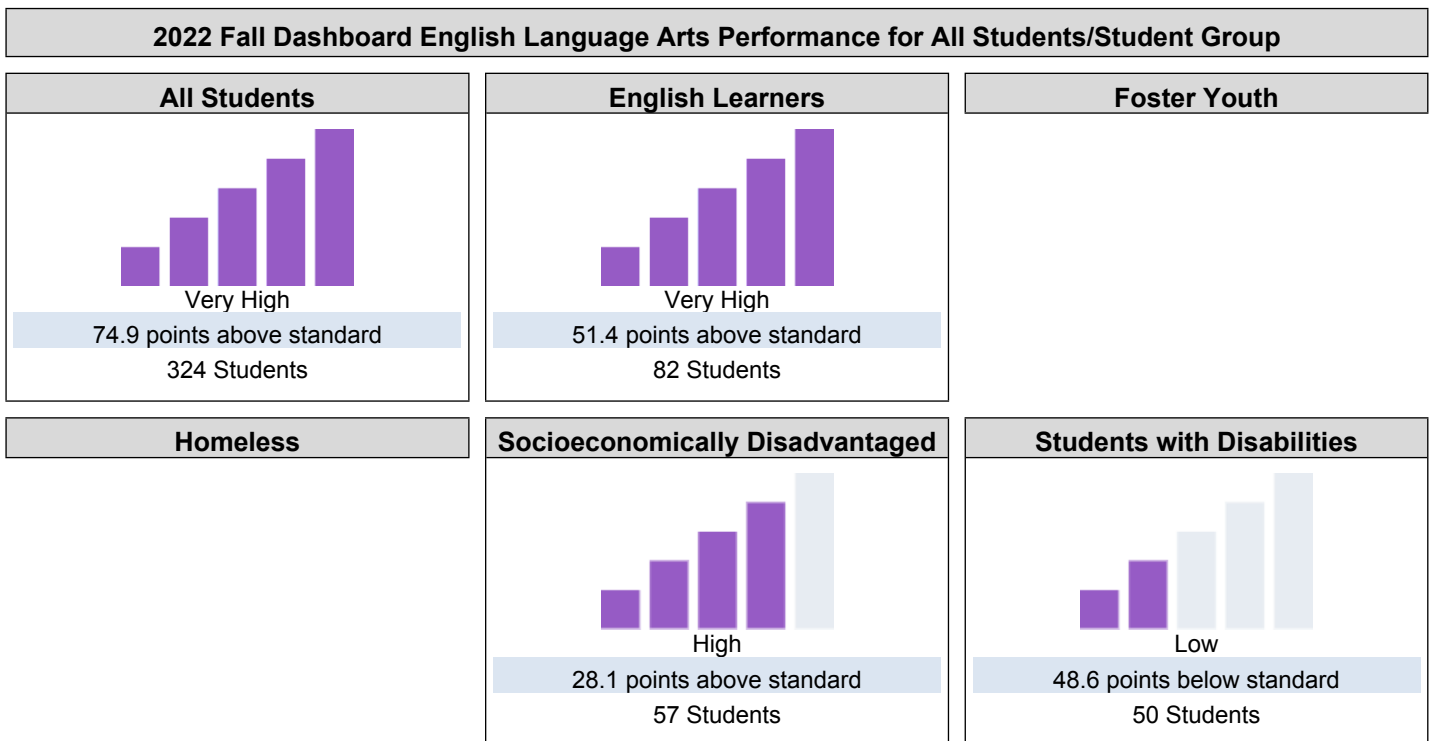 2022 Fall Dashboard English Language Arts Performance for All Students/Student Group
All Students
Very High
74.9 points above standard
324 Students
English Learners
Very High
51.4 points above standard
82 Students
Foster Youth
Homeless
Socioeconomically Disadvantaged
High
28.1 points above standard
57 Students
Students with Disabilities
Low
48.6 points below standard
50 Students